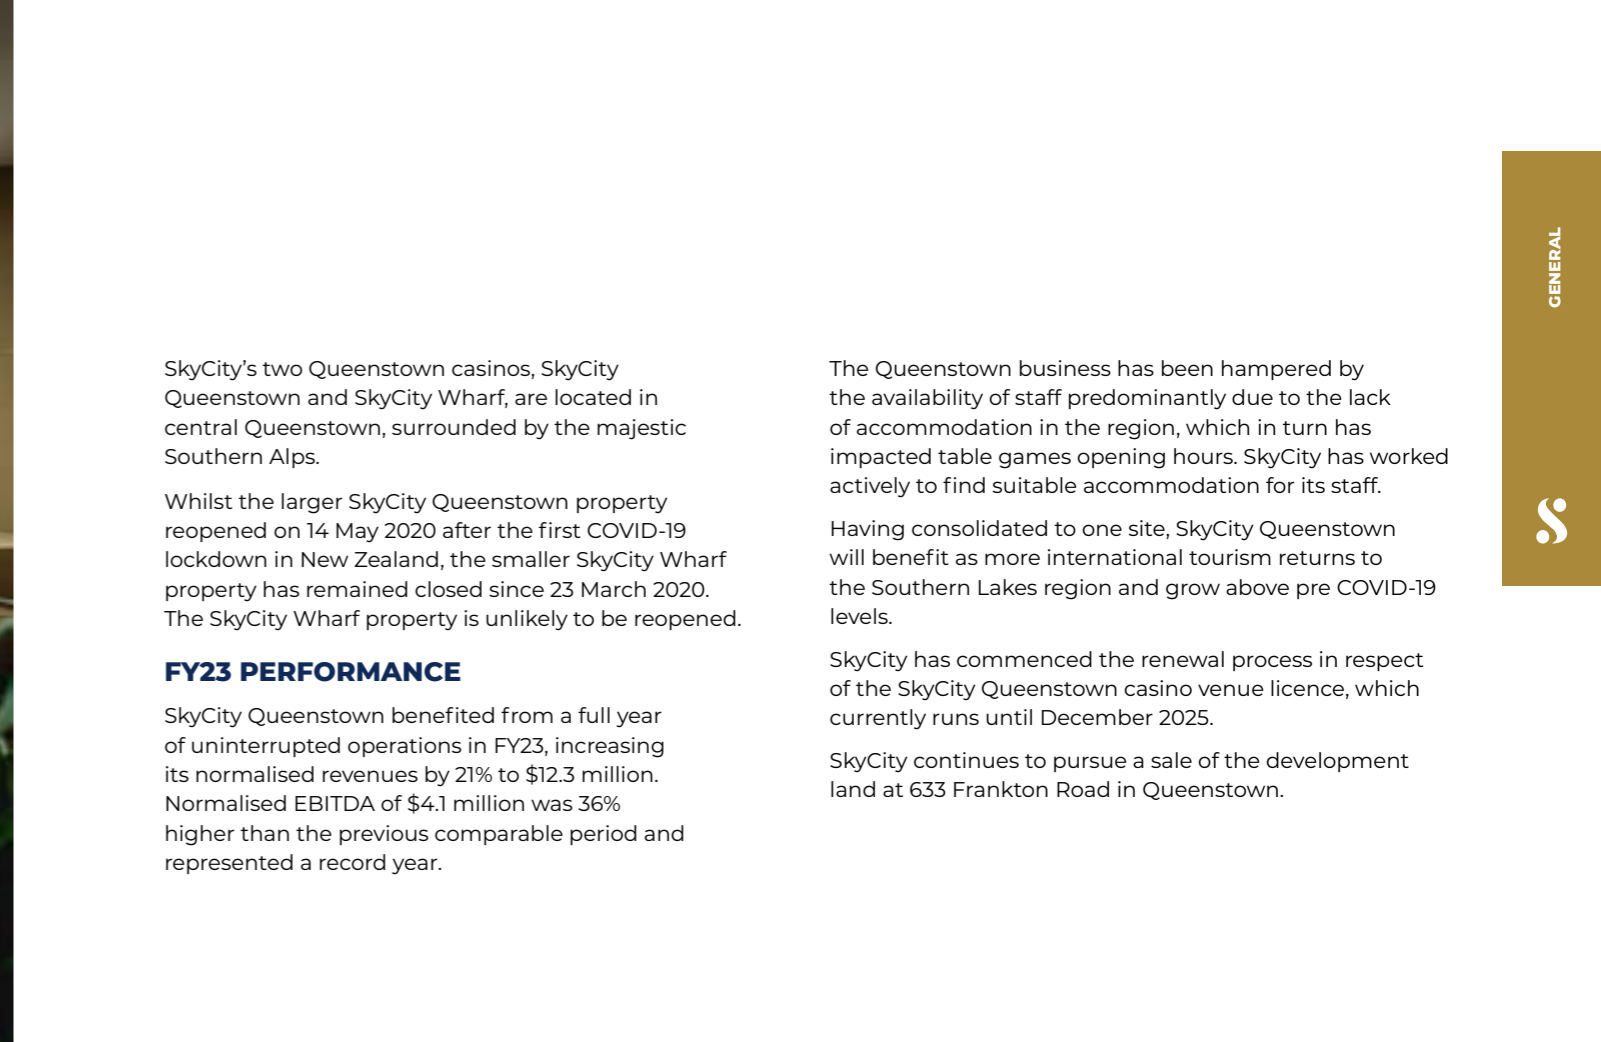 SkyCity’s two Queenstown casinos, SkyCity
Queenstown and SkyCity Wharf, are located in
central Queenstown, surrounded by the majestic
Southern Alps.
Whilst the larger SkyCity Queenstown property
reopened on 14 May 2020 after the first COVID-19
lockdown in New Zealand, the smaller SkyCity Wharf
property has remained closed since 23 March 2020.
The SkyCity Wharf property is unlikely to be reopened.
FY23 PERFORMANCE
SkyCity Queenstown benefited from a full year
of uninterrupted operations in FY23, increasing
its normalised revenues by 21% to $12.3 million.
Normalised EBITDA of $4.1 million was 36%
higher than the previous comparable period and
represented a record year.
The Queenstown business has been hampered by
the availability of staff predominantly due to the lack
of accommodation in the region, which in turn has
impacted table games opening hours. SkyCity has worked
actively to find suitable accommodation for its staff.
Having consolidated to one site, SkyCity Queenstown
will benefit as more international tourism returns to
the Southern Lakes region and grow above pre COVID-19
levels.
SkyCity has commenced the renewal process in respect
of the SkyCity Queenstown casino venue licence, which
currently runs until December 2025.
SkyCity continues to pursue a sale of the development
land at 633 Frankton Road in Queenstown.
GENERAL